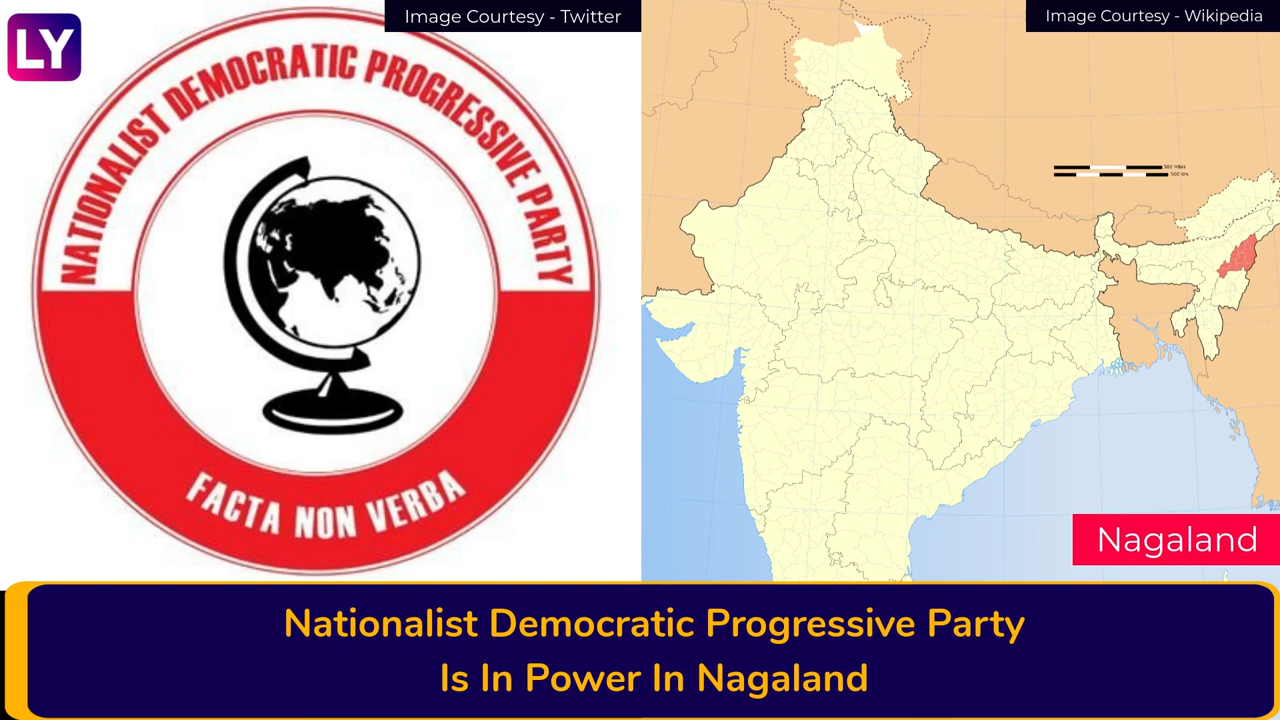 LY
Image Courtesy - Twitter
Image Courtesy - Wikipedia
NATIONALIST DEMOCRATIC PROGRESSIVE PARTY
FACTA NON VERBA
Nagaland
Nationalist Democratic Progressive Party
Is In Power In Nagaland